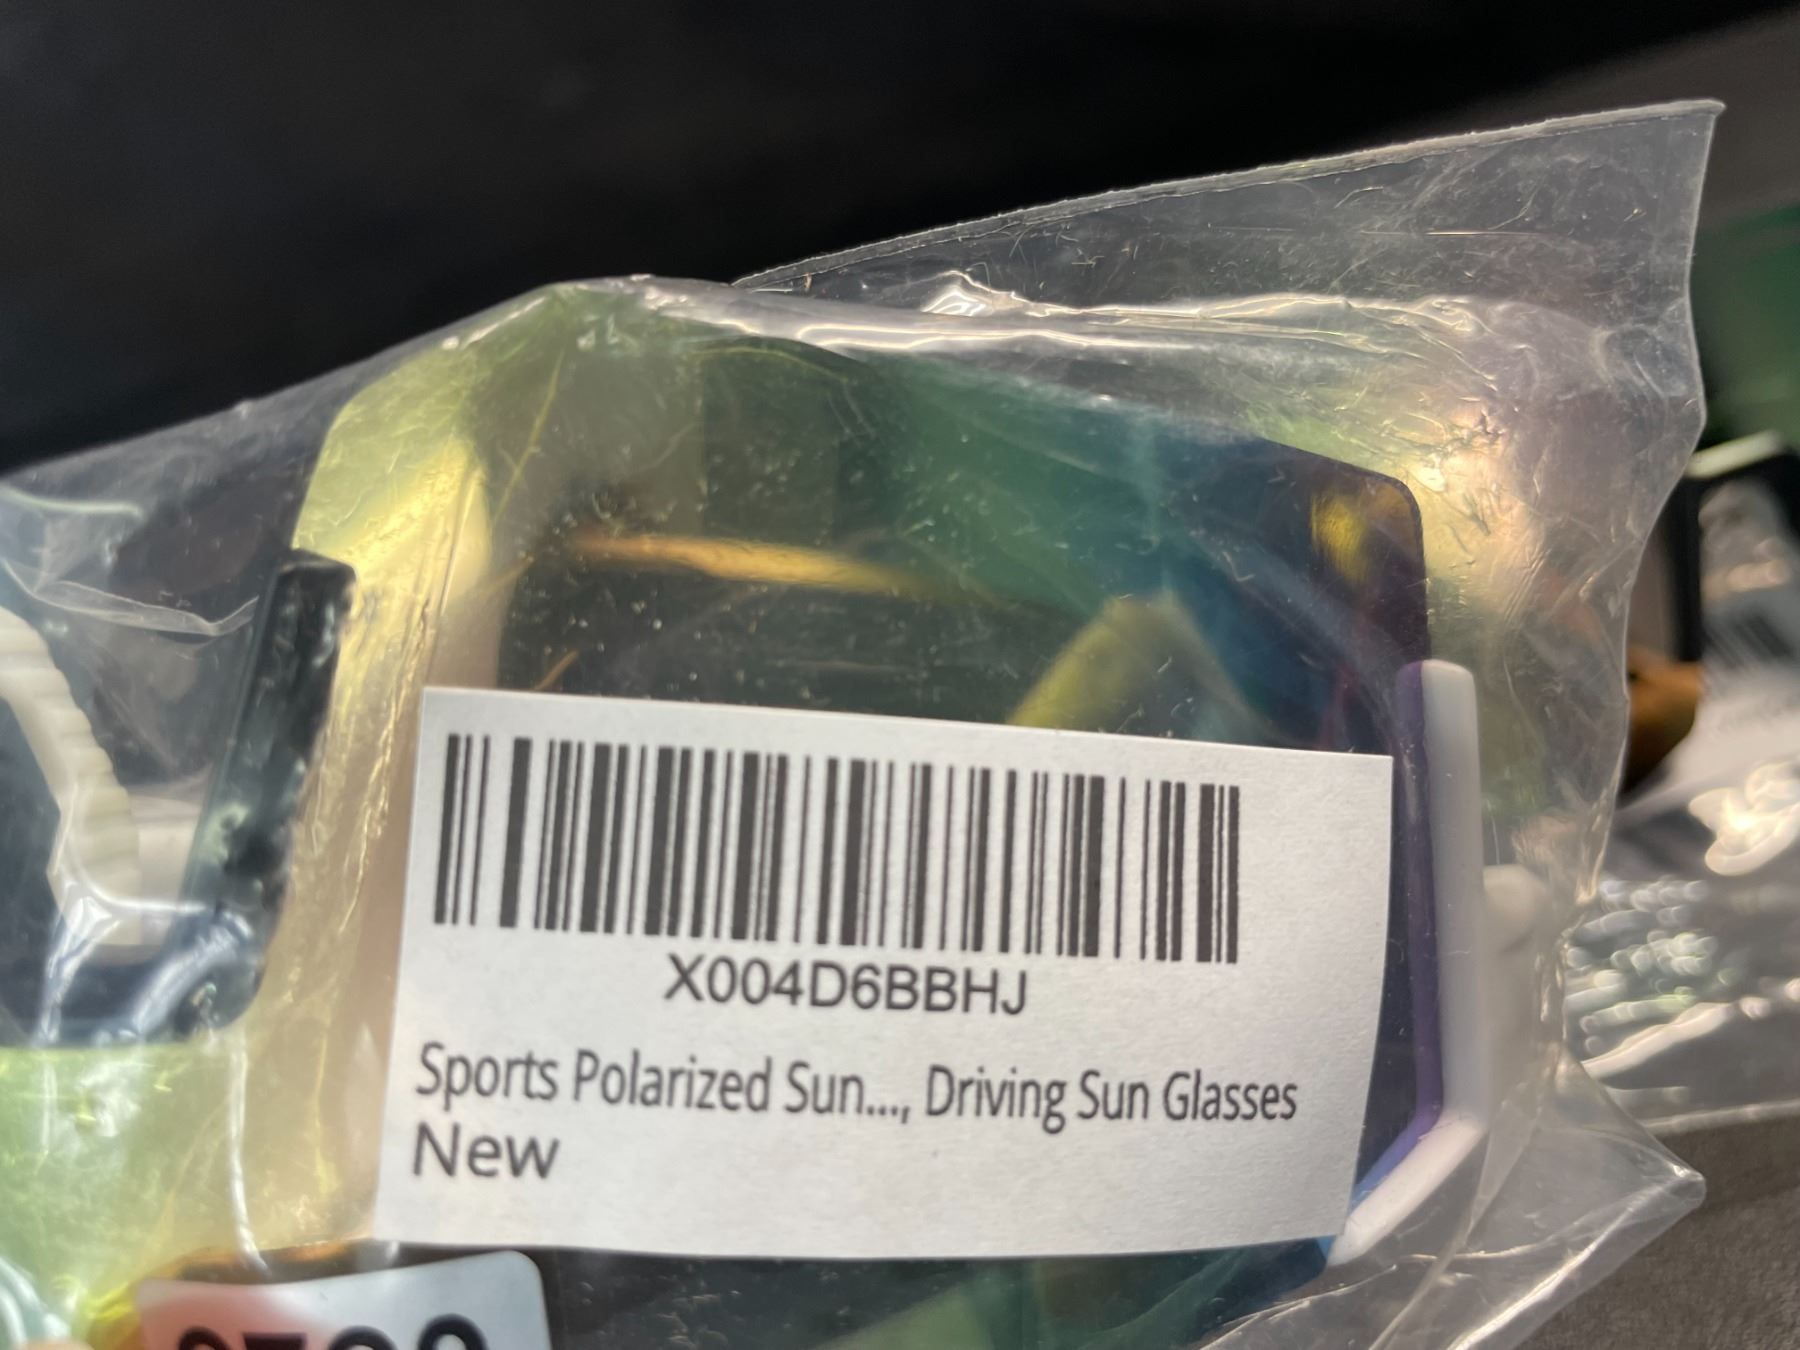 X004D6BBHJ
Sports Polarized Sun..., Driving Sun Glasses
New